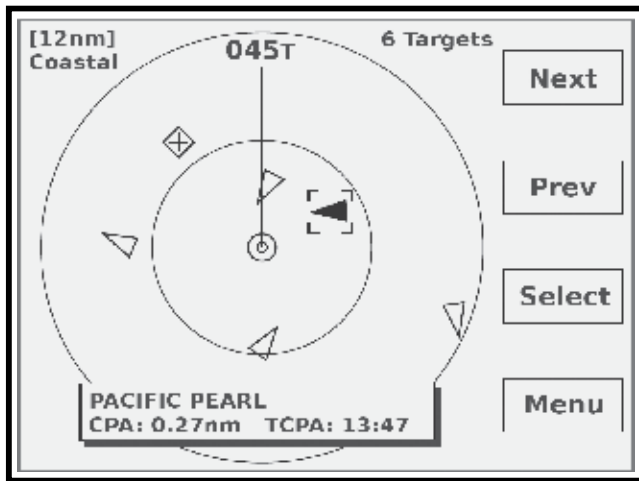 [12nm]
Coastal
045T
6 Targets
Next
Prev
Select
Menu
PACIFIC PEARL
CPA: 0.27nm TCPA: 13:47